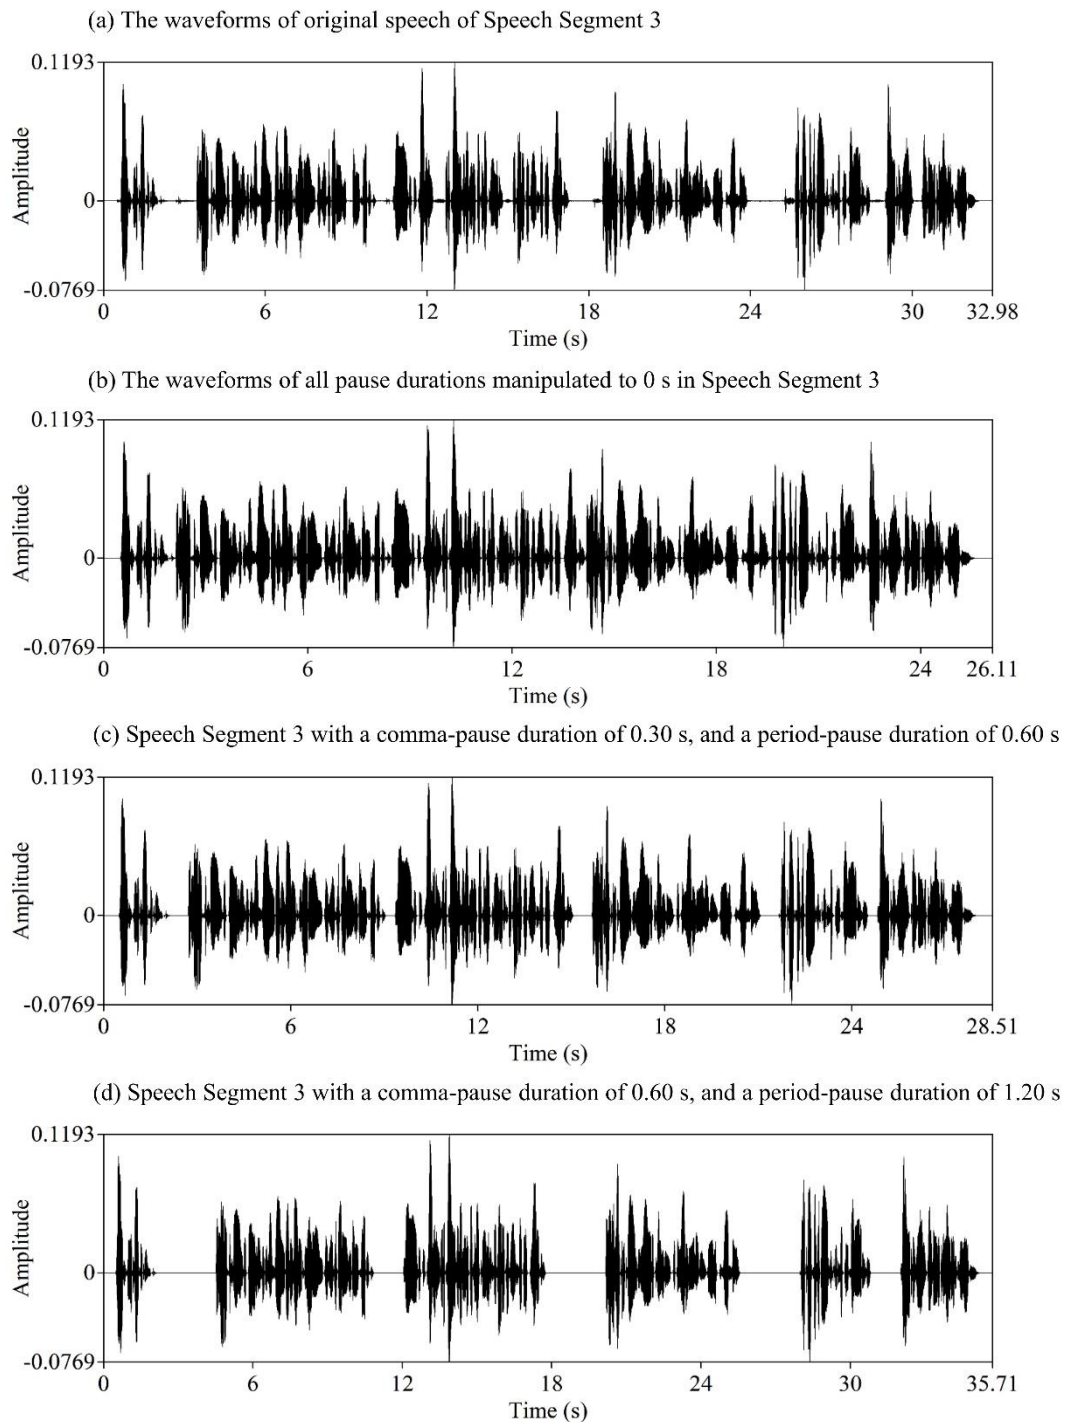 (a) The waveforms of original speech of Speech Segment 3
0.1193
Amplitude
0
-0.0769
0 6 12 18 24 30 32.98
Time (s)
(b) The waveforms of all pause durations manipulated to 0 s in Speech Segment 3
0.1193
Amplitude
0
-0.0769
0 6 12 18 24 26.11
Time (s)
(c) Speech Segment 3 with a comma-pause duration of 0.30 s, and a period-pause duration of 0.60 s
0.1193
Amplitude
0
-0.0769
0 6 12 18 24 28.51
Time (s)
(d) Speech Segment 3 with a comma-pause duration of 0.60 s, and a period-pause duration of 1.20 s
0.1193
Amplitude
0
-0.0769
0 6 12 18 24 30 35.71
Time (s)